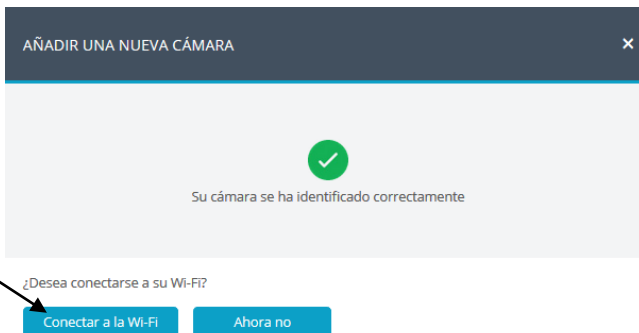 AÑADIR UNA NUEVA CÁMARA ×
Su cámara se ha identificado correctamente
¿Desea conectarse a su Wi-Fi?
Conectar a la Wi-Fi Ahora no